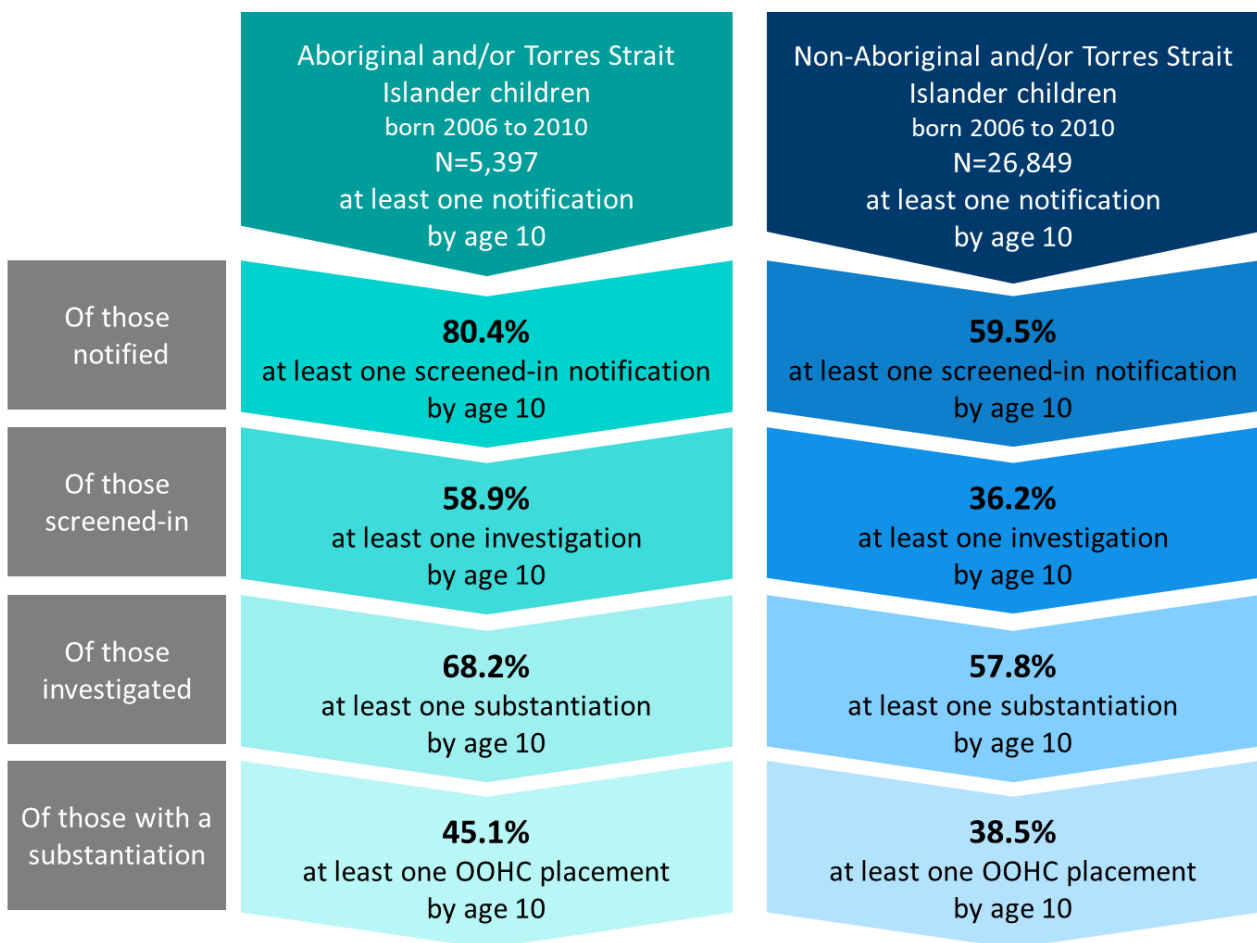 Aboriginal and/or Torres Strait
Islander children
born 2006 to 2010
N=5,397
at least one notification
by age 10
Non-Aboriginal and/or Torres Strait
Islander children
born 2006 to 2010
N=26,849
at least one notification
by age 10
Of those
notified
80.4%
at least one screened-in notification
by age 10
59.5%
at least one screened-in notification
by age 10
Of those
screened-in
58.9%
at least one investigation
by age 10
36.2%
at least one investigation
by age 10
Of those
investigated
68.2%
at least one substantiation
by age 10
57.8%
at least one substantiation
by age 10
Of those with a
substantiation
45.1%
at least one OOHC placement
by age 10
38.5%
at least one OOHC placement
by age 10